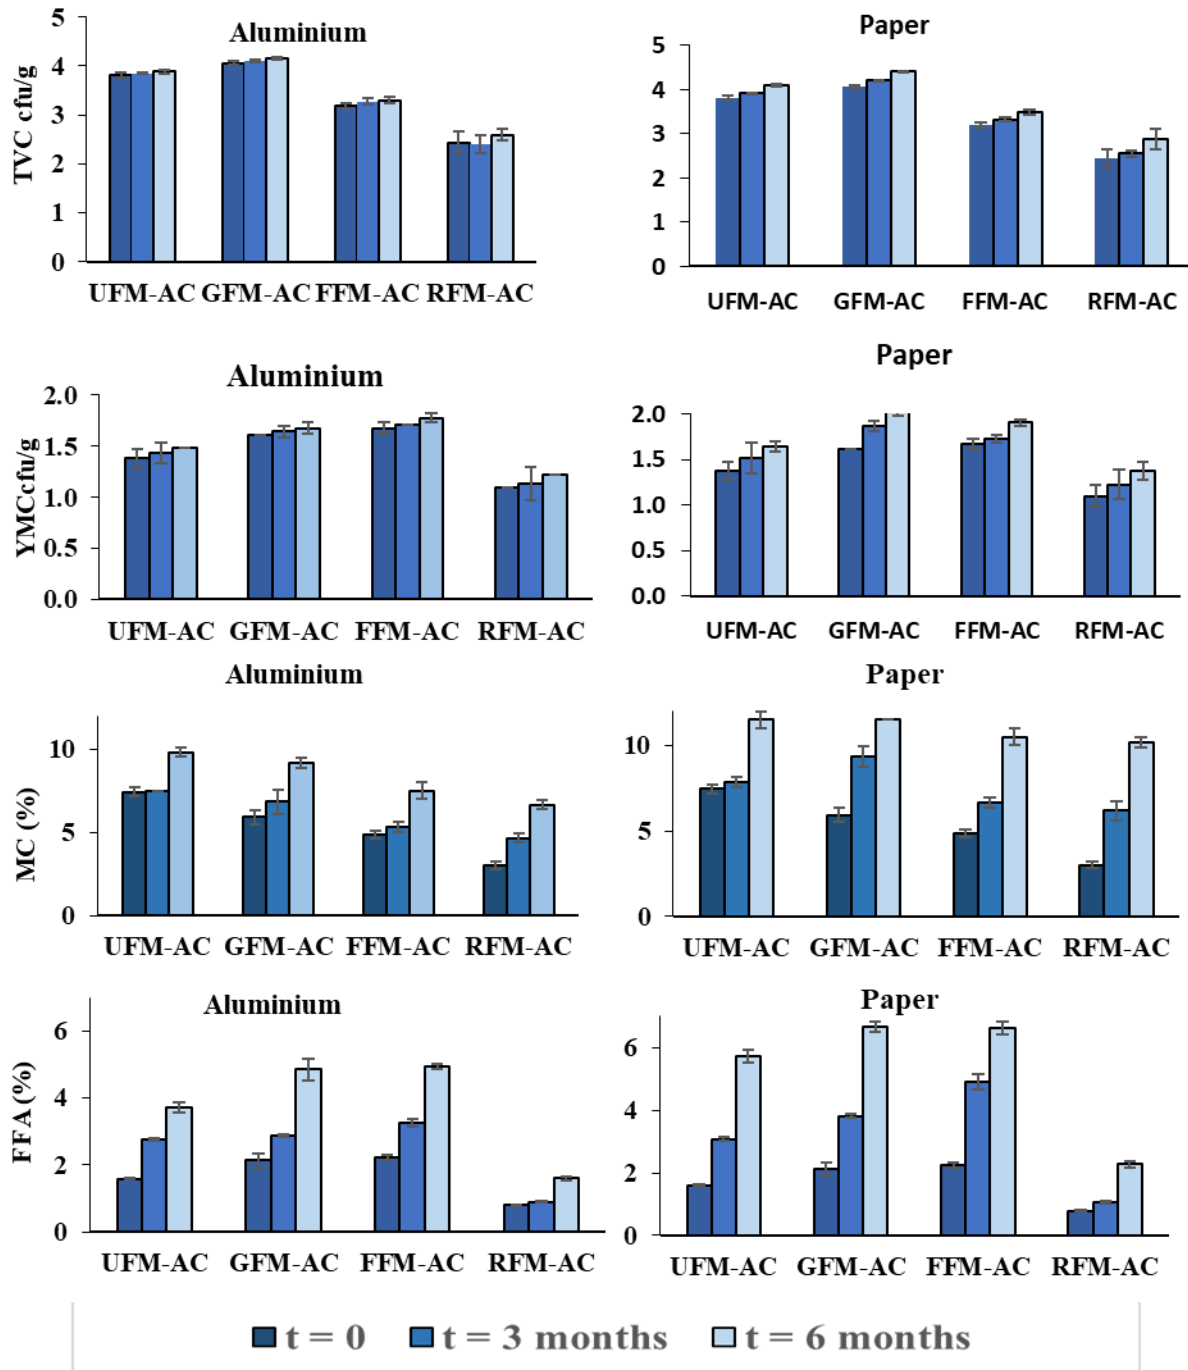 Aluminium
TVC cfu/g
5
4
3
2
1
0
UFM-AC GFM-AC FFM-AC RFM-AC
Paper
5
4
3
2
1
0
UFM-AC GFM-AC FFM-AC RFM-AC
Aluminium
YMCcfu/g
2.0
1.5
1.0
0.5
0.0
UFM-AC GFM-AC FFM-AC RFM-AC
Paper
2.0
1.5
1.0
0.5
0.0
UFM-AC GFM-AC FFM-AC RFM-AC
Aluminium
MC (%)
10
5
0
UFM-AC GFM-AC FFM-AC RFM-AC
Paper
10
5
0
UFM-AC GFM-AC FFM-AC RFM-AC
Aluminium
FFA (%)
6
4
2
0
UFM-AC GFM-AC FFM-AC RFM-AC
Paper
6
4
2
0
UFM-AC GFM-AC FFM-AC RFM-AC
t = 0 t = 3 months t = 6 months